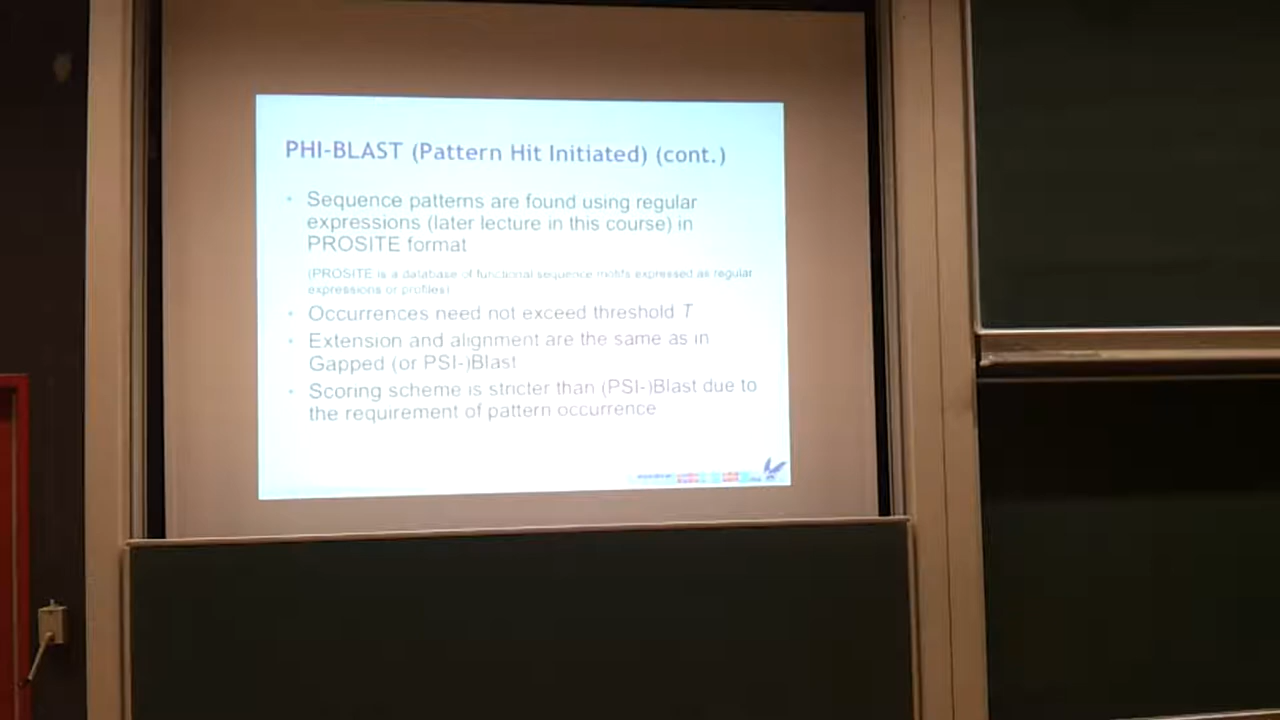 PHI-BLAST (Pattern Hit Initiated) (cont.)
• Sequence patterns are found using regular
expressions (later lecture in this course) in
PROSITE format
(PROSITE is a database of functional sequence motifs expressed as regular
expressions or profiles)
• Occurrences need not exceed threshold T
• Extension and alignment are the same as in
Gapped (or PSI-)Blast
• Scoring scheme is stricter than (PSI-)Blast due to
the requirement of pattern occurrence